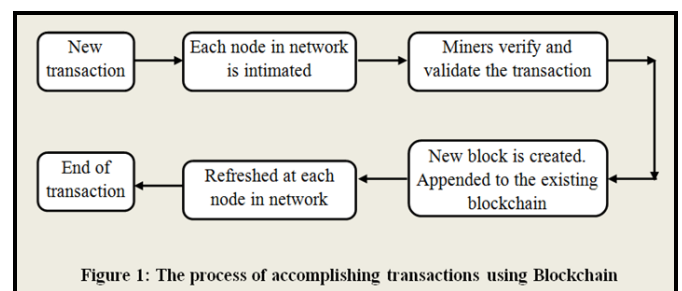 New
transaction
Each node in network
is intimated
Miners verify and
validate the transaction
New block is created.
Appended to the existing
blockchain
Refreshed at each
node in network
End of
transaction
Figure 1: The process of accomplishing transactions using Blockchain